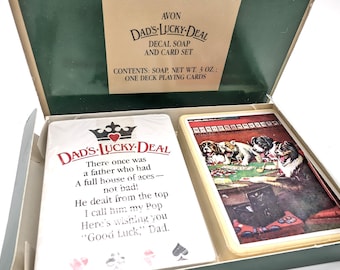 AVON
DAD'S•LUCKY•DEAL
DECAL SOAP
AND CARD SET
CONTENTS: SOAP, NET WT. 5 OZ.,
ONE DECK PLAYING CARDS
DAD'S•LUCKY•DEAL
There once was
a father who had
A full house of aces—
not bad!
He dealt from the top
I call him my Pop
Here's wishing you
"Good luck," Dad.